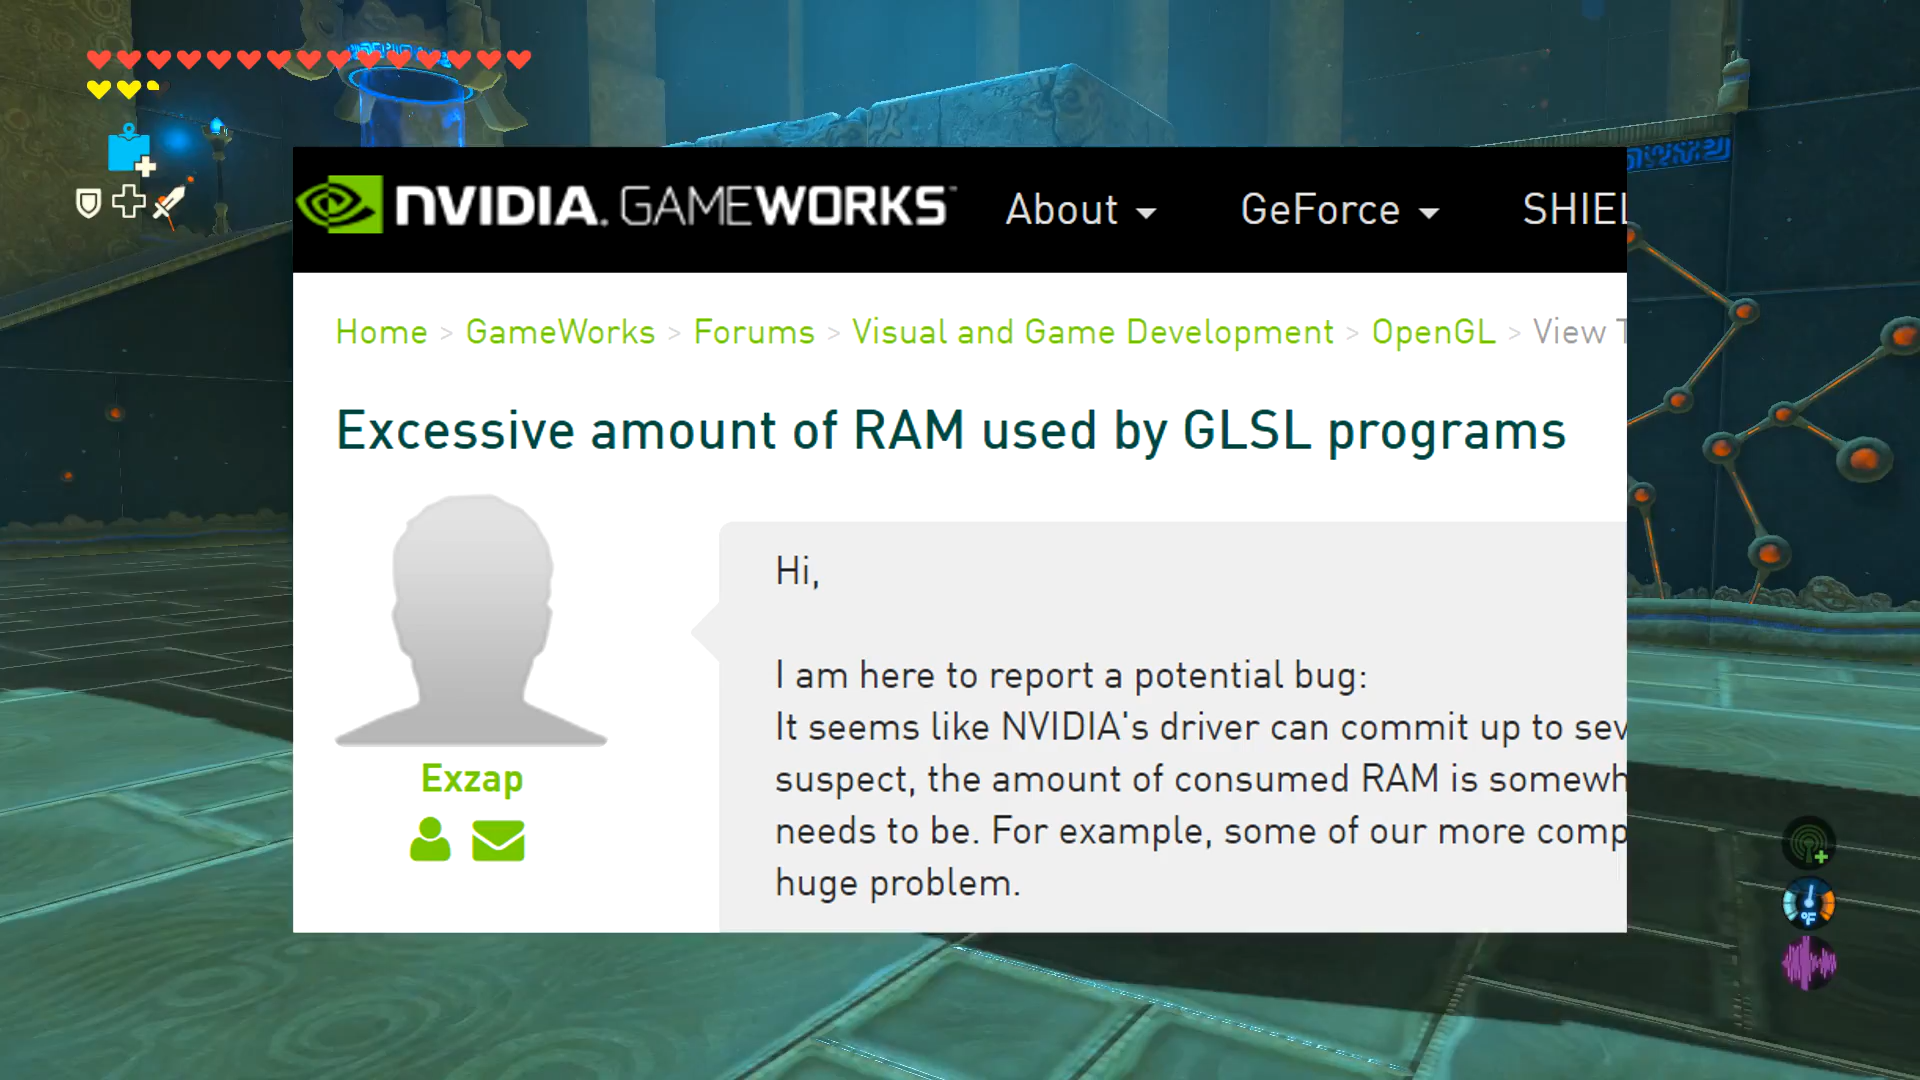 NVIDIA. GAMEWORKS™ About GeForce SHIEL
Home > GameWorks > Forums > Visual and Game Development > OpenGL > View T
Excessive amount of RAM used by GLSL programs
Hi,
I am here to report a potential bug:
It seems like NVIDIA's driver can commit up to sev
suspect, the amount of consumed RAM is somewh
needs to be. For example, some of our more comp
huge problem.
Exzap
°F